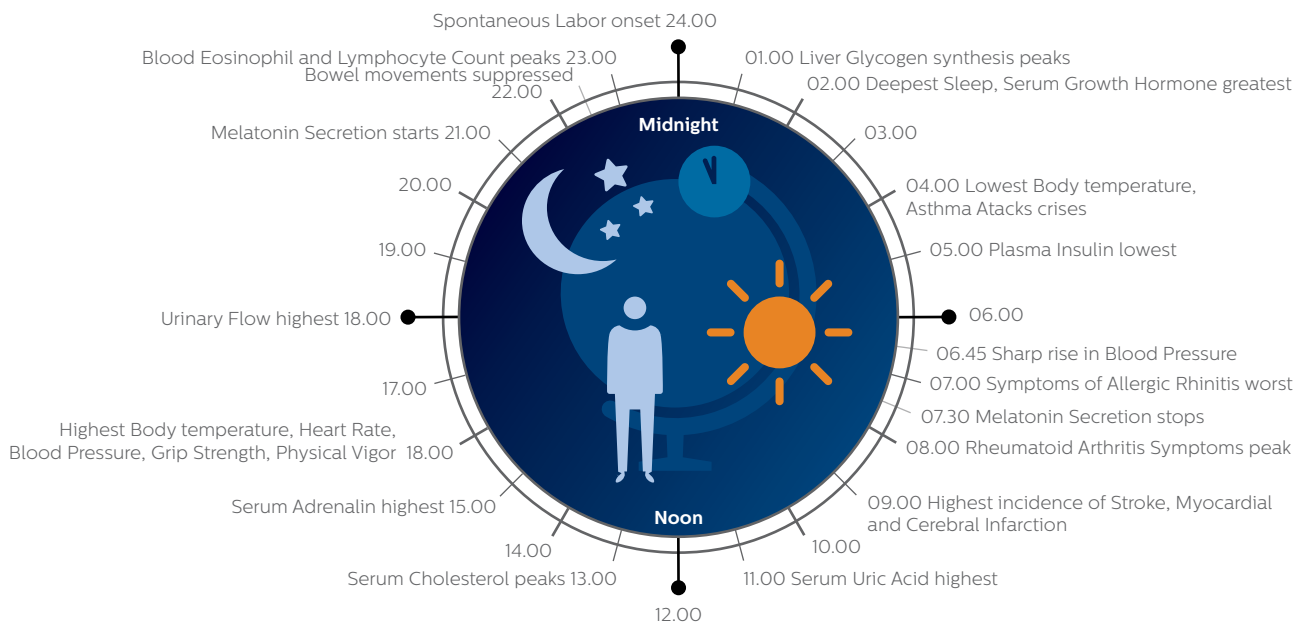 Spontaneous Labor onset 24.00
Blood Eosinophil and Lymphocyte Count peaks 23.00
Bowel movements suppressed
22.00
Melatonin Secretion starts 21.00
20.00
19.00
Urinary Flow highest 18.00
17.00
Highest Body temperature, Heart Rate,
Blood Pressure, Grip Strength, Physical Vigor 18.00
Serum Adrenalin highest 15.00
14.00
Serum Cholesterol peaks 13.00
12.00
Midnight
Noon
01.00 Liver Glycogen synthesis peaks
02.00 Deepest Sleep, Serum Growth Hormone greatest
03.00
04.00 Lowest Body temperature,
Asthma Atacks crises
05.00 Plasma Insulin lowest
06.00
06.45 Sharp rise in Blood Pressure
07.00 Symptoms of Allergic Rhinitis worst
07.30 Melatonin Secretion stops
08.00 Rheumatoid Arthritis Symptoms peak
09.00 Highest incidence of Stroke, Myocardial
and Cerebral Infarction
10.00
11.00 Serum Uric Acid highest